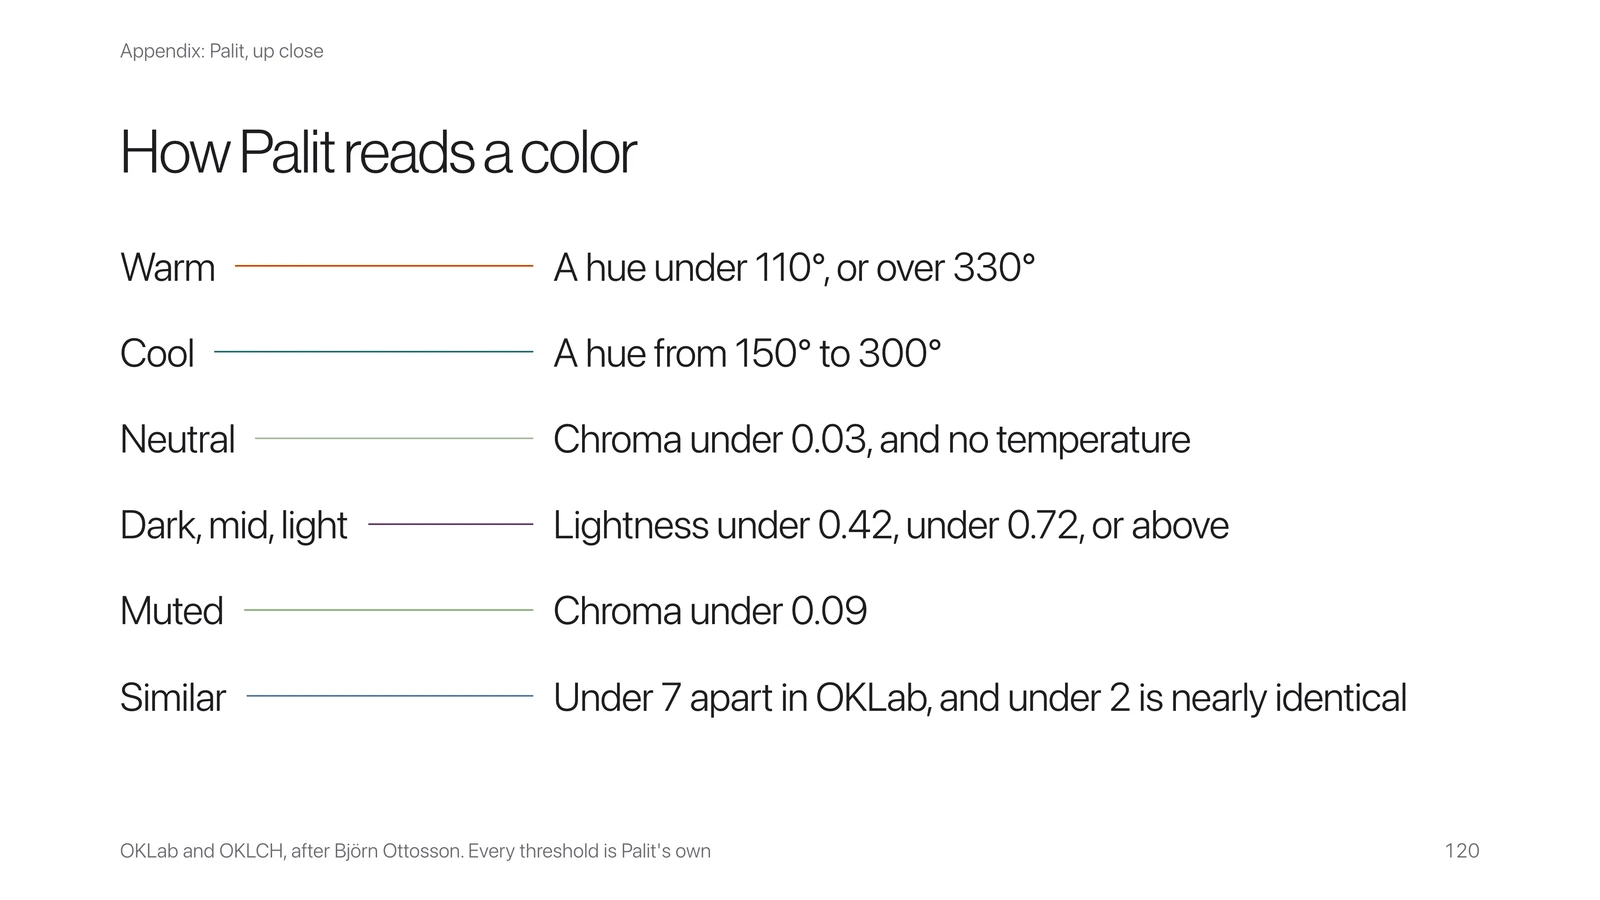 Appendix: Palit, up close
How Palit reads a color
Warm A hue under 110°, or over 330°
Cool A hue from 150° to 300°
Neutral Chroma under 0.03, and no temperature
Dark, mid, light Lightness under 0.42, under 0.72, or above
Muted Chroma under 0.09
Similar Under 7 apart in OKLab, and under 2 is nearly identical
OKLab and OKLCH, after Björn Ottosson. Every threshold is Palit's own 120